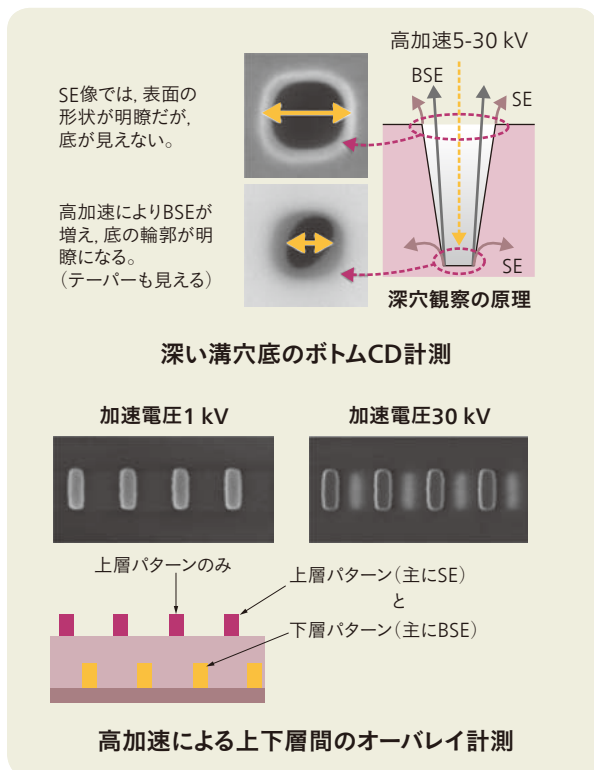 高加速5-30 kV
BSE
SE
SE像では，表面の
形状が明瞭だが，
底が見えない。
高加速によりBSEが
増え，底の輪郭が明
瞭になる。
（テーパーも見える）
SE
深穴観察の原理
深い溝穴底のボトムCD計測
加速電圧1 kV
加速電圧30 kV
上層パターンのみ
上層パターン（主にSE）
と
下層パターン（主にBSE）
高加速による上下層間のオーバレイ計測